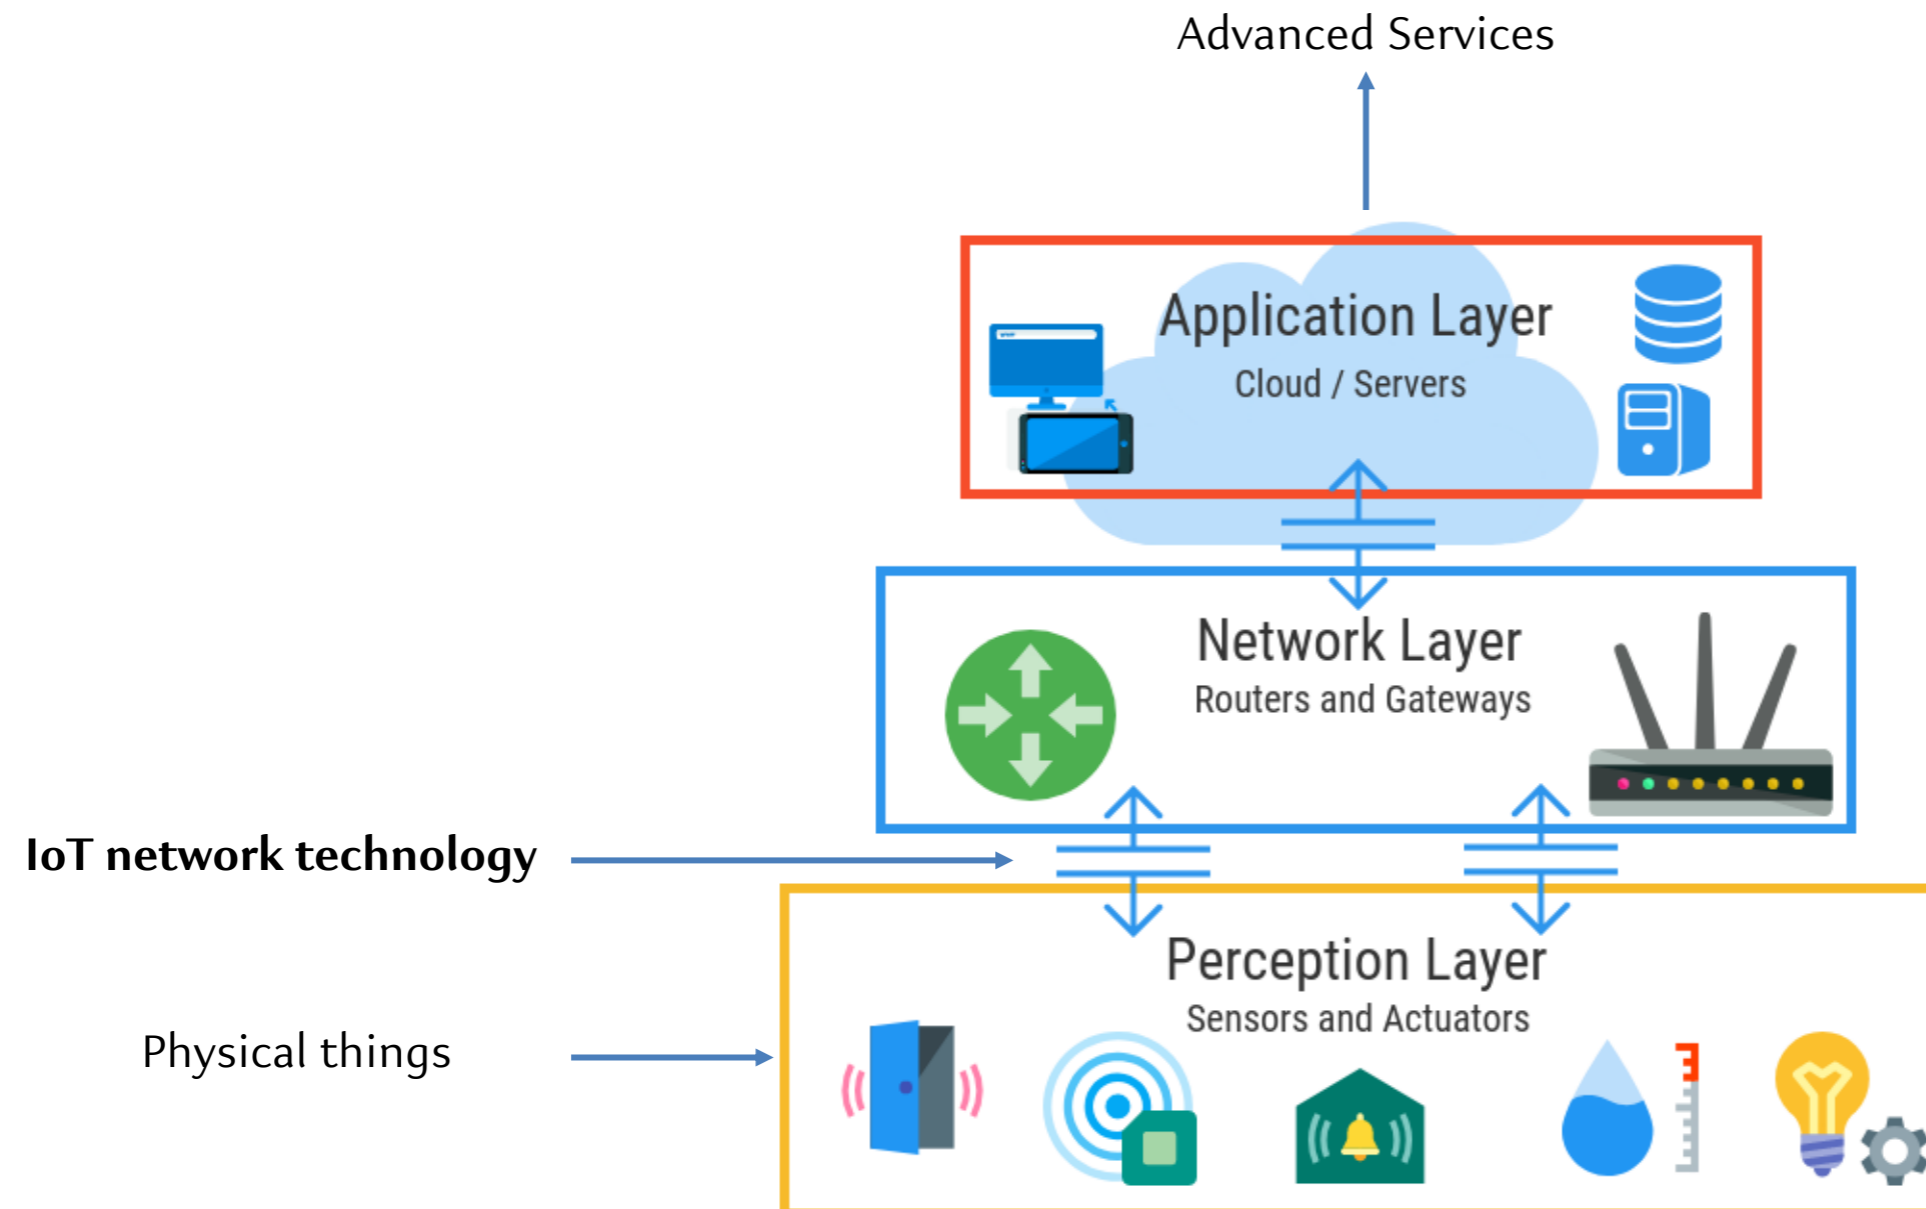 Advanced Services
Application Layer
Cloud / Servers
Network Layer
Routers and Gateways
IoT network technology
Perception Layer
Sensors and Actuators
Physical things